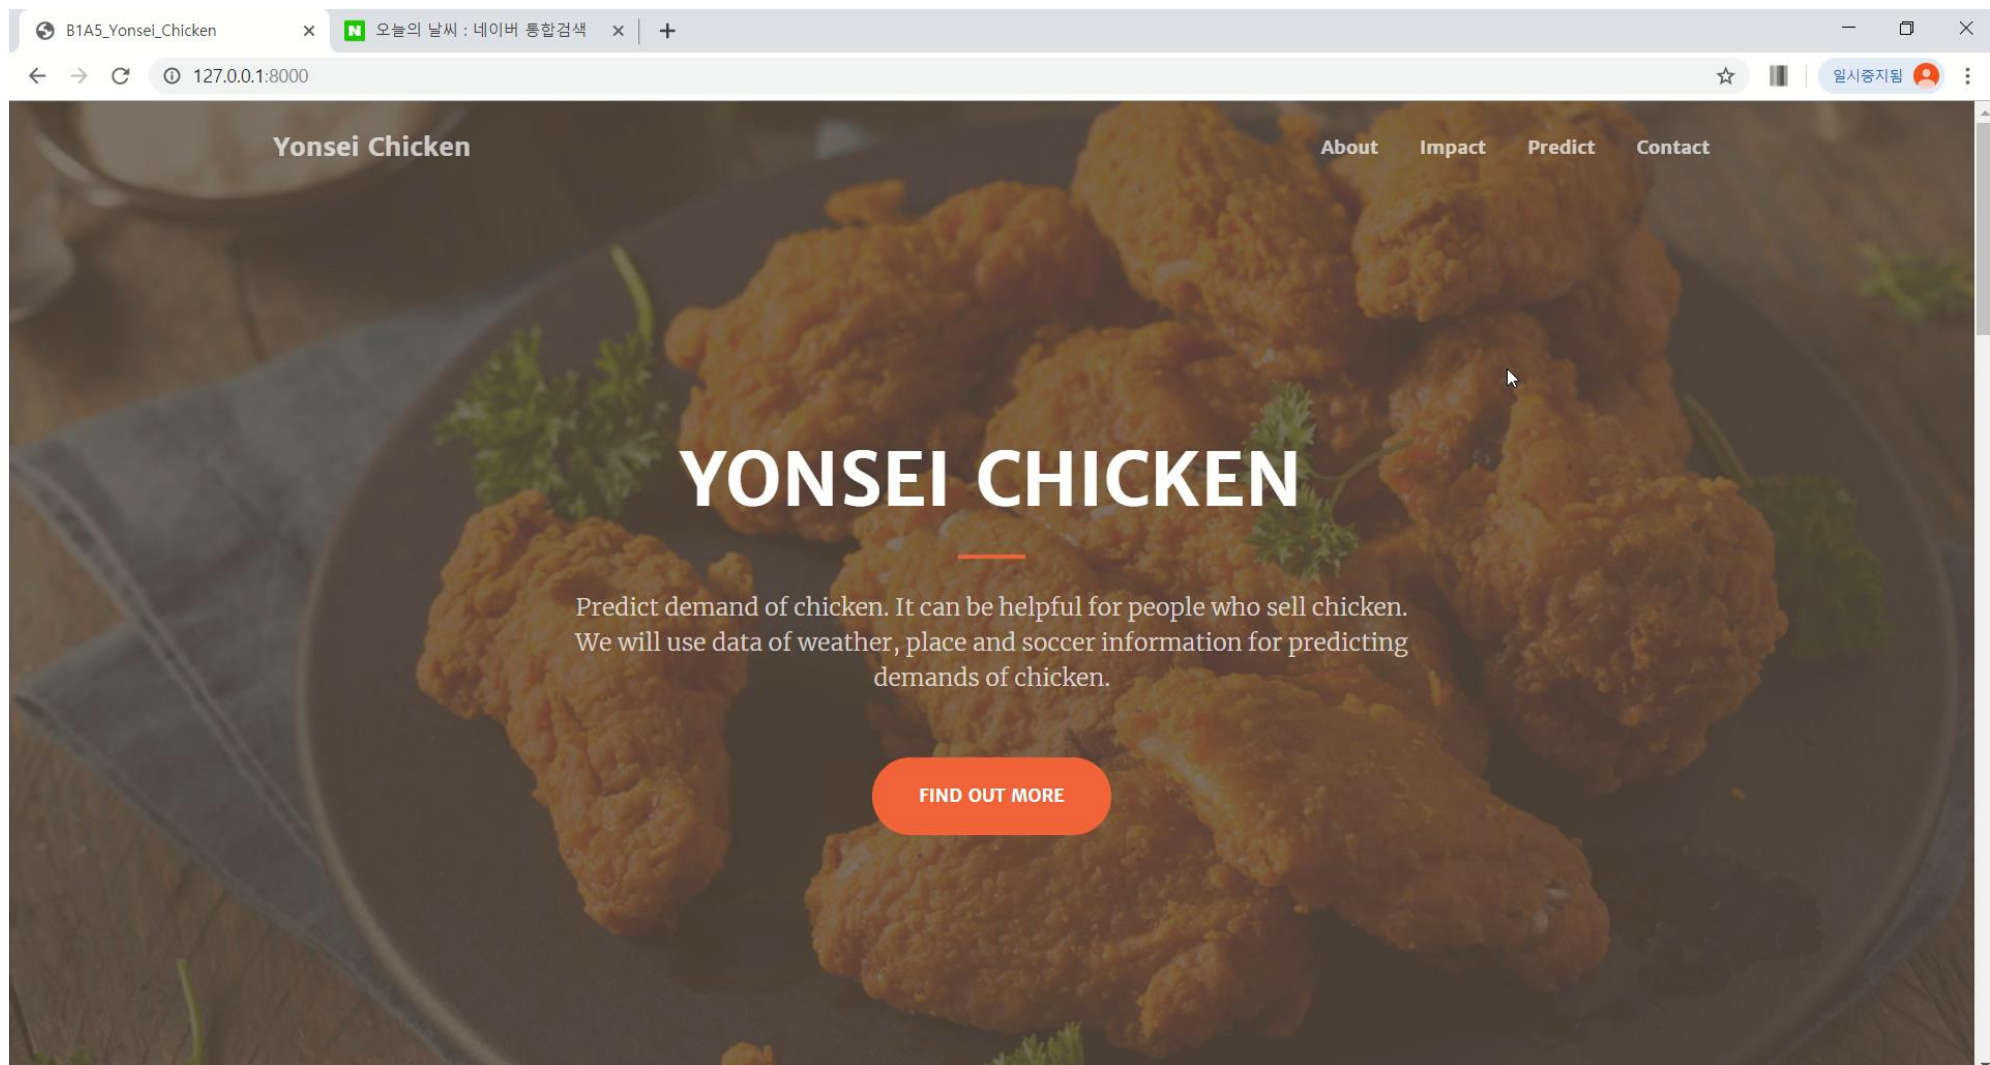 B1A5_Yonsei_Chicken
오늘의 날씨 : 네이버 통합검색
127.0.0.1:8000
일시중지됨
Yonsei Chicken
About Impact Predict Contact
YONSEI CHICKEN
Predict demand of chicken. It can be helpful for people who sell chicken.
We will use data of weather, place and soccer information for predicting
demands of chicken.
FIND OUT MORE